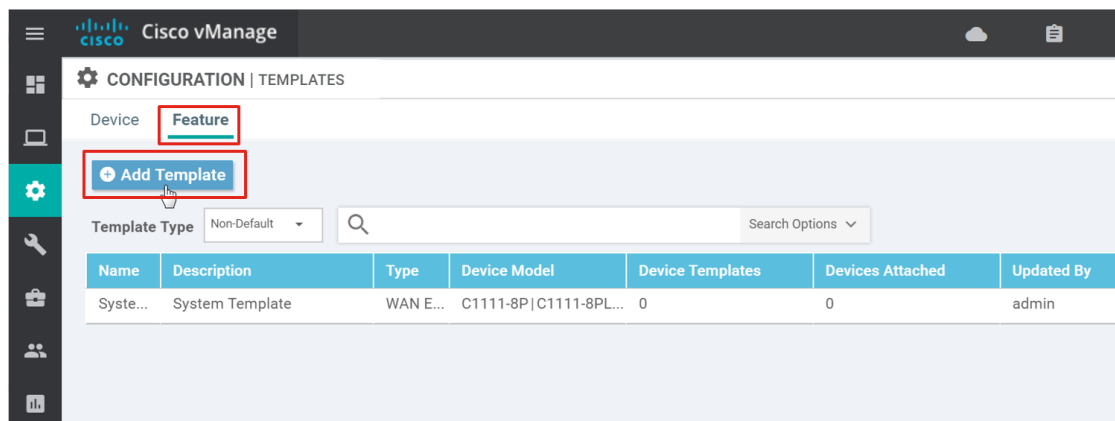 CISCO Cisco vManage
CONFIGURATION | TEMPLATES
Device Feature
Add Template
Template Type Non-Default Search Options
Name Description Type Device Model Device Templates Devices Attached Updated By
Syste... System Template WAN E... C1111-8P|C1111-8PL... 0 0 admin